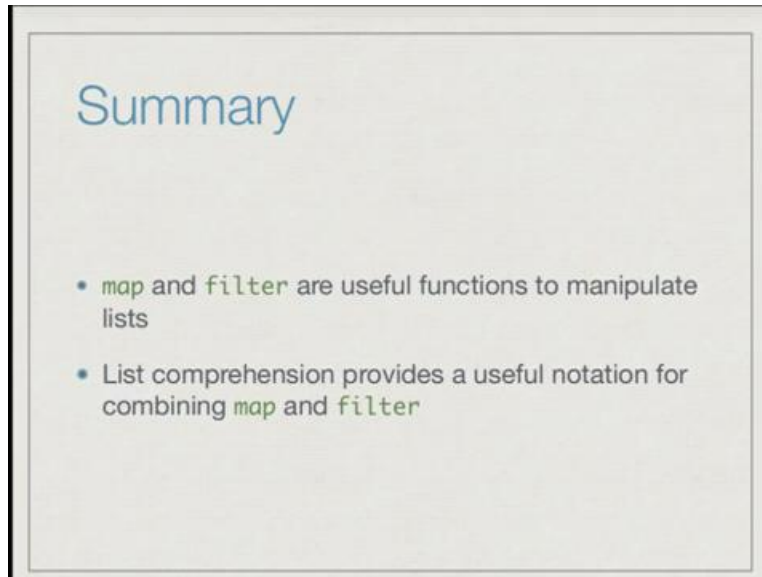 Summary
• map and filter are useful functions to manipulate
lists
• List comprehension provides a useful notation for
combining map and filter